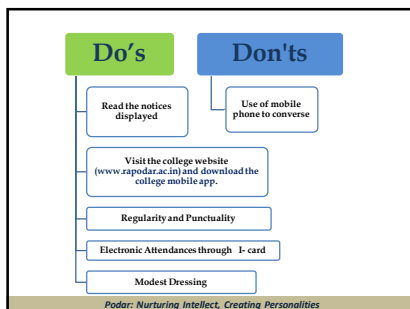 Do's
Don'ts
Read the notices
displayed
Use of mobile
phone to converse
Visit the college website
(www.rapodar.ac.in) and download the
college mobile app.
Regularity and Punctuality
Electronic Attendances through I- card
Modest Dressing
Podar: Nurturing Intellect, Creating Personalities